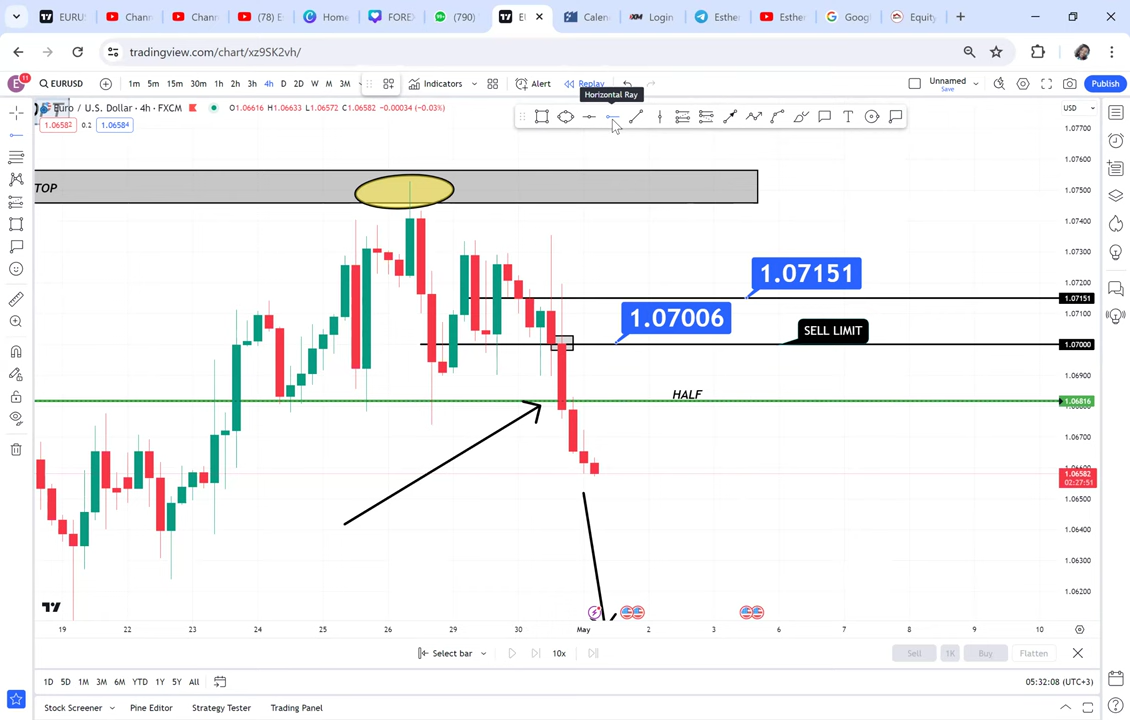 EURUS
Chann
Chann
(78) E
Home
FORE
(790)
EU
Calen
Login
Esther
Esthe
Goog
Equity
tradingview.com/chart/xz9SK2vh/
E
11
EURUSD
1m 5m 15m 30m 1h 2h 3h 4h D 2D W M 3M
Indicators
Alert
Replay
Unnamed
Save
Publish
Horizontal Ray
Euro / U.S. Dollar · 4h · FXCM
O1.06616 H1.06633 L1.06572 C1.06582 −0.00034 (−0.03%)
USD
1.06582
0.2
1.06584
1.07700
1.07600
TOP
1.07500
1.07400
1.07300
1.07151
1.07200
1.07151
1.07100
1.07006
SELL LIMIT
1.07000
1.06900
HALF
1.06816
1.06700
1.06582
02:27:51
1.06500
1.06400
1.06300
1.06200
19 22 23 24 25 26 29 30 May 2 3 6 7 8 9 10
Select bar
10x
Sell
1K
Buy
Flatten
1D 5D 1M 3M 6M YTD 1Y 5Y All
05:32:08 (UTC+3)
Stock Screener
Pine Editor
Strategy Tester
Trading Panel